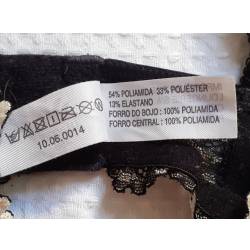 54% POLIAMIDA 33% POLIÉSTER
13% ELASTANO
FORRO DO BOJO : 100% POLIAMIDA
FORRO CENTRAL : 100% POLIAMIDA
10.06.0014